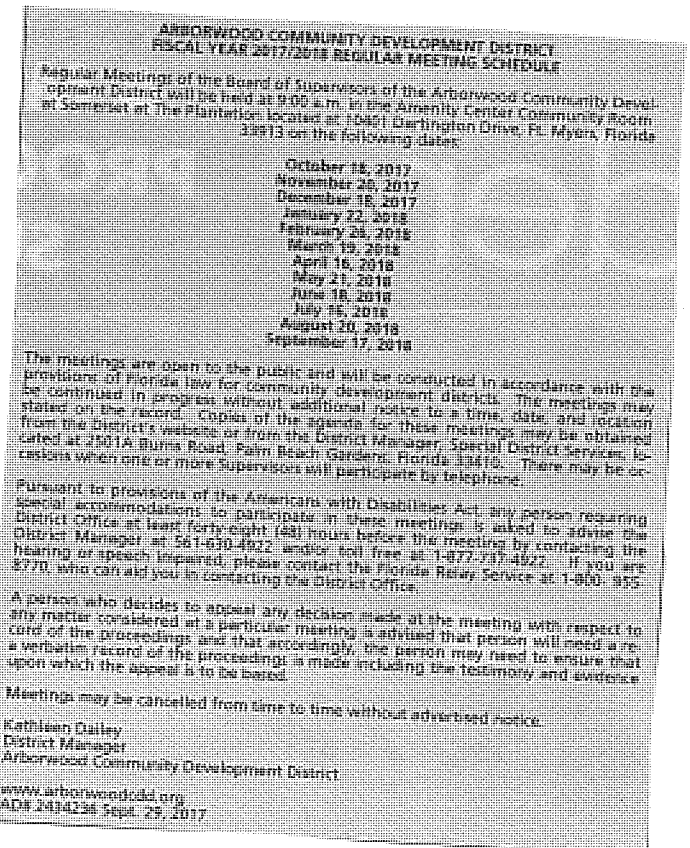 ARBORWOOD COMMUNITY DEVELOPMENT DISTRICT
FISCAL YEAR 2017/2018 REGULAR MEETING SCHEDULE
Regular Meetings of the Board of Supervisors of the Arborwood Community Devel-
opment District will be held at 9:00 a.m. in the Amenity Center Community Room
at Somerset at The Plantation located at 10401 Dartington Drive, Ft. Myers, Florida
33913 on the following dates:
October 16, 2017
November 20, 2017
December 18, 2017
January 22, 2018
February 26, 2018
March 19, 2018
April 16, 2018
May 21, 2018
June 18, 2018
July 16, 2018
August 20, 2018
September 17, 2018
The meetings are open to the public and will be conducted in accordance with the
provisions of Florida law for community development districts. The meetings may
be continued in progress without additional notice to a time, date, and location
stated on the record. Copies of the agenda for these meetings may be obtained
from the District's website or from the District Manager, Special District Services, lo-
cated at 2501A Burns Road, Palm Beach Gardens, Florida 33410. There may be oc-
casions when one or more Supervisors will participate by telephone.
Pursuant to provisions of the Americans with Disabilities Act, any person requiring
special accommodations to participate in these meetings is asked to advise the
District Office at least forty-eight (48) hours before the meeting by contacting the
District Manager at 561-630-4922 and/or toll free at 1-877-737-4922. If you are
hearing or speech impaired, please contact the Florida Relay Service at 1-800- 955-
8770, who can aid you in contacting the District Office.
A person who decides to appeal any decision made at the meeting with respect to
any matter considered at a particular meeting is advised that person will need a re-
cord of the proceedings and that accordingly, the person may need to ensure that
a verbatim record of the proceedings is made including the testimony and evidence
upon which the appeal is to be based.
Meetings may be cancelled from time to time without advertised notice.
Kathleen Dailey
District Manager
Arborwood Community Development District
www.arborwoodcdd.org
AD# 2434236 Sept. 29, 2017